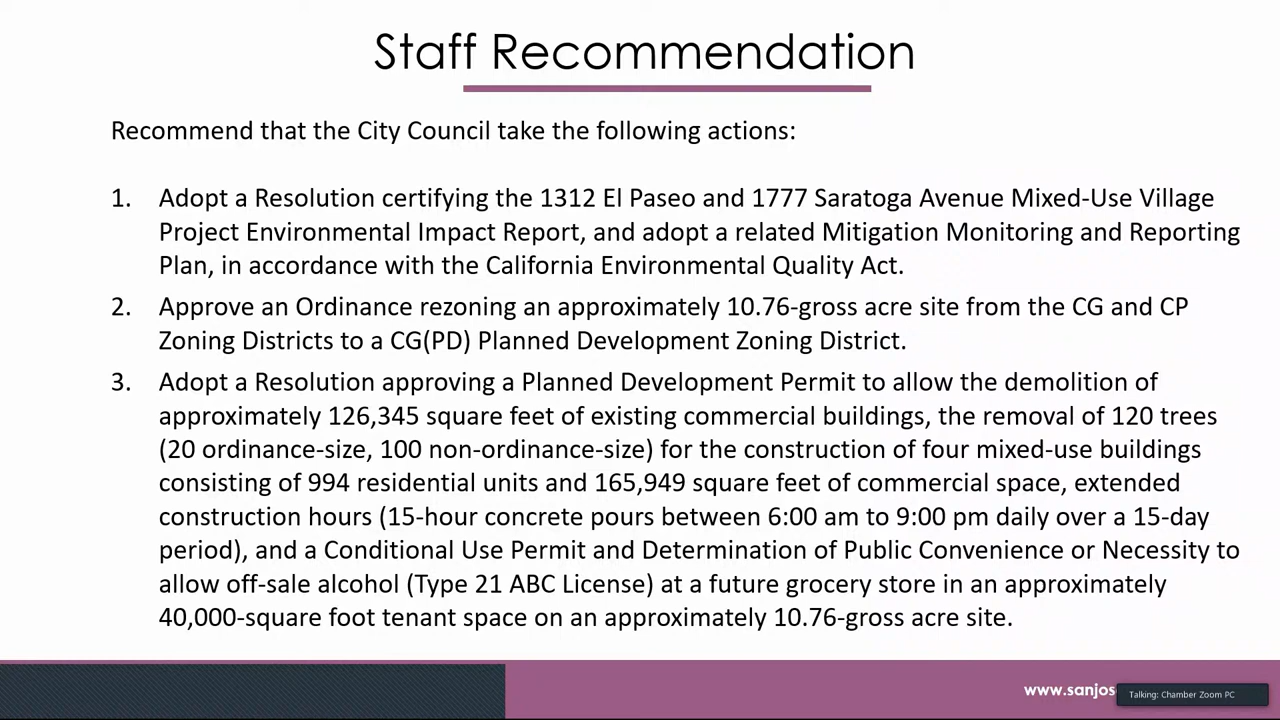 Staff Recommendation
Recommend that the City Council take the following actions:
1. Adopt a Resolution certifying the 1312 El Paseo and 1777 Saratoga Avenue Mixed-Use Village
Project Environmental Impact Report, and adopt a related Mitigation Monitoring and Reporting
Plan, in accordance with the California Environmental Quality Act.
2. Approve an Ordinance rezoning an approximately 10.76-gross acre site from the CG and CP
Zoning Districts to a CG(PD) Planned Development Zoning District.
3. Adopt a Resolution approving a Planned Development Permit to allow the demolition of
approximately 126,345 square feet of existing commercial buildings, the removal of 120 trees
(20 ordinance-size, 100 non-ordinance-size) for the construction of four mixed-use buildings
consisting of 994 residential units and 165,949 square feet of commercial space, extended
construction hours (15-hour concrete pours between 6:00 am to 9:00 pm daily over a 15-day
period), and a Conditional Use Permit and Determination of Public Convenience or Necessity to
allow off-sale alcohol (Type 21 ABC License) at a future grocery store in an approximately
40,000-square foot tenant space on an approximately 10.76-gross acre site.
Talking: Chamber Zoom PC